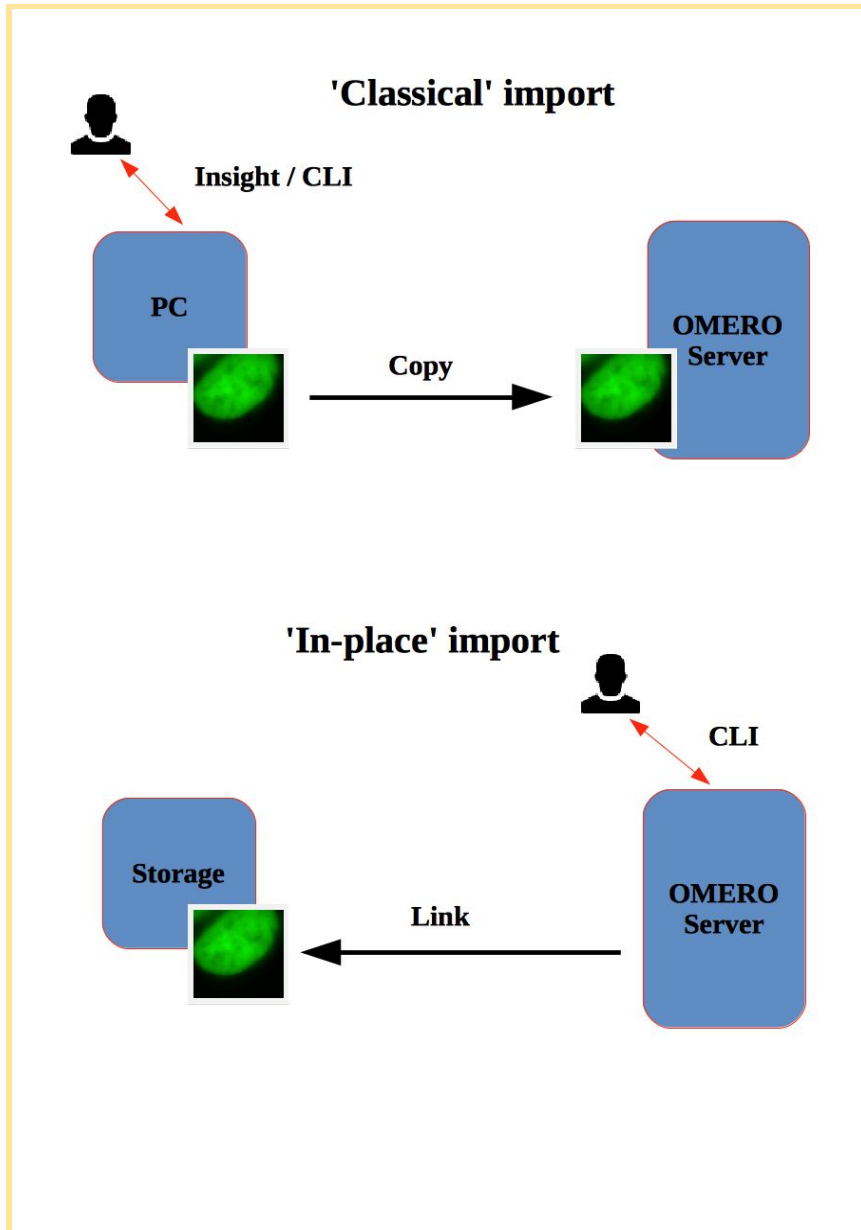 'Classical' import
Insight / CLI
PC
OMERO
Server
Copy
'In-place' import
CLI
Storage
OMERO
Server
Link